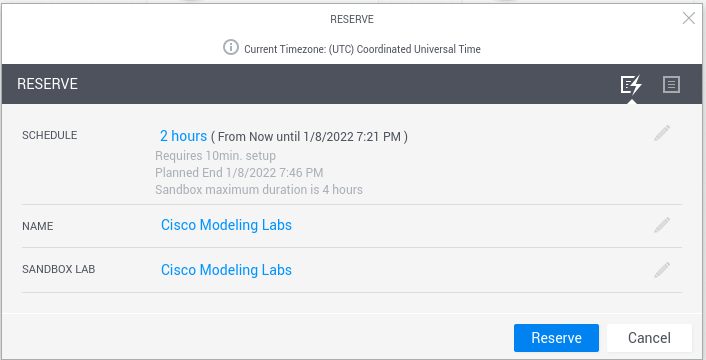 RESERVE
Current Timezone: (UTC) Coordinated Universal Time
RESERVE
SCHEDULE 2 hours ( From Now until 1/8/2022 7:21 PM )
Requires 10min. setup
Planned End 1/8/2022 7:46 PM
Sandbox maximum duration is 4 hours
NAME Cisco Modeling Labs
SANDBOX LAB Cisco Modeling Labs
Reserve Cancel